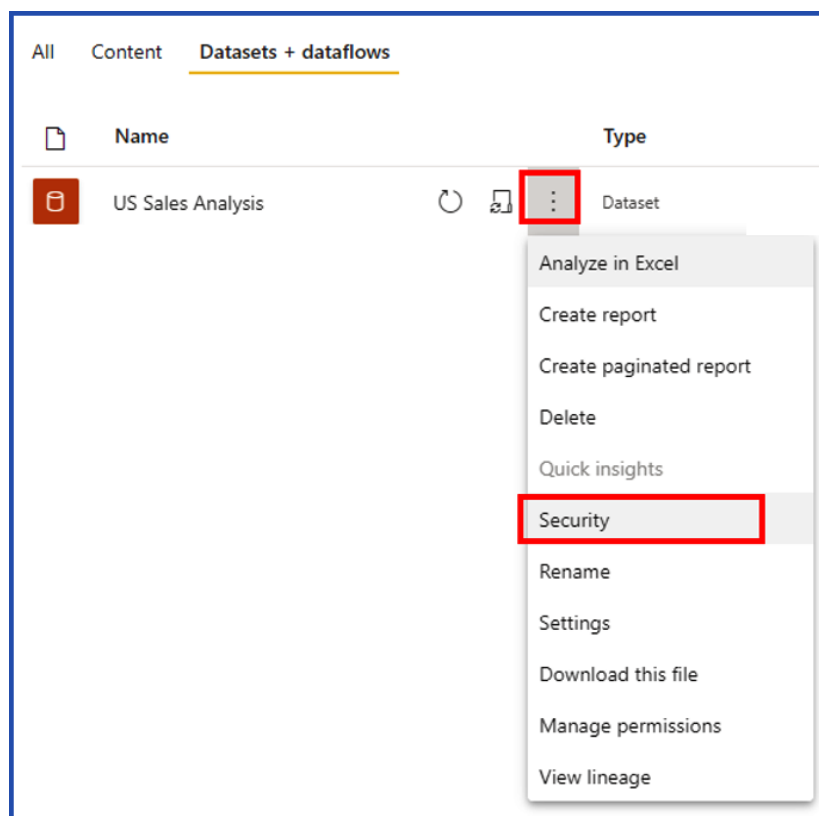 All Content Datasets + dataflows
Name Type
US Sales Analysis Dataset
Analyze in Excel
Create report
Create paginated report
Delete
Quick insights
Security
Rename
Settings
Download this file
Manage permissions
View lineage